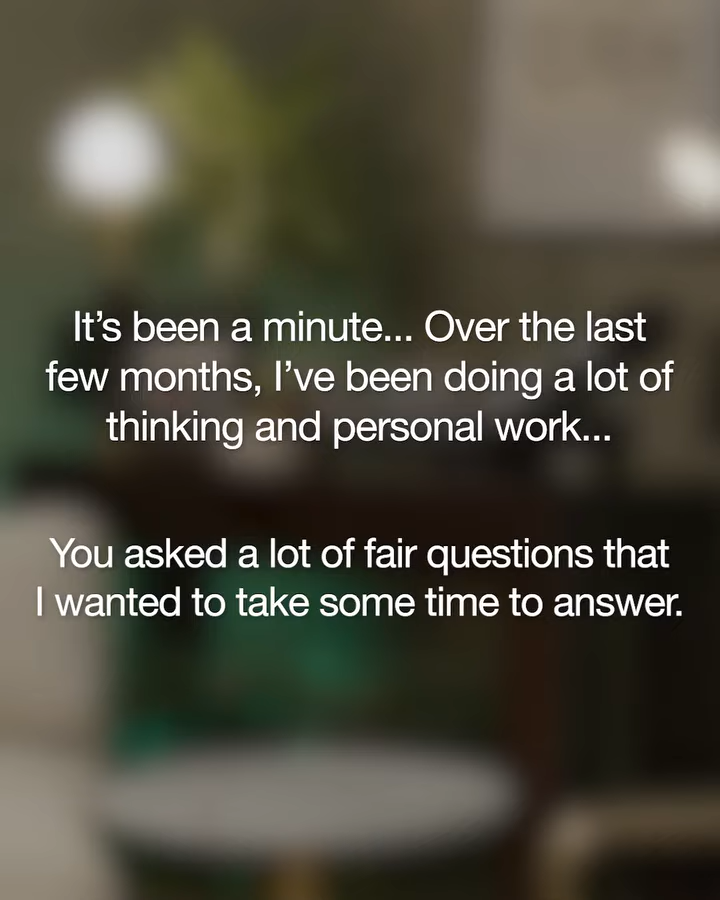 It’s been a minute... Over the last
few months, I’ve been doing a lot of
thinking and personal work...
You asked a lot of fair questions that
I wanted to take some time to answer.